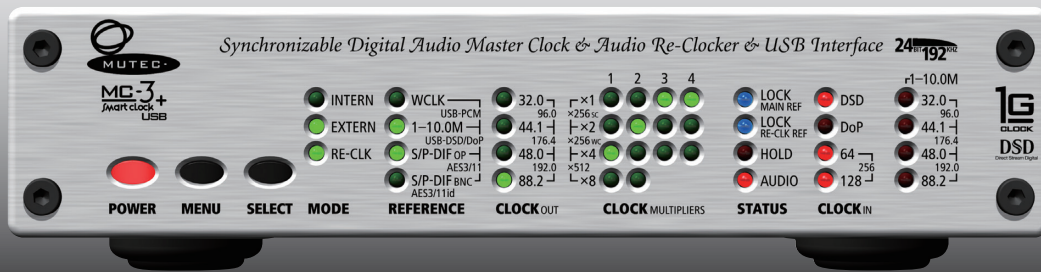 Synchronizable Digital Audio Master Clock & Audio Re-Clocker & USB Interface 24BIT 192KHZ
MUTEC
MC-3+
Smart clock
USB
1 2 3 4
1–10.0M
INTERN WCLK 32.0 ×1 LOCK MAIN REF DSD 32.0
USB-PCM 96.0 ×256 SC 96.0
EXTERN 1–10.0M 44.1 ×2 LOCK RE-CLK REF DoP 44.1
USB-DSD/DoP 176.4 ×256 WC 176.4
RE-CLK S/P-DIF OP 48.0 ×4 HOLD 64 48.0
AES3/11 192.0 ×512 256 192.0
S/P-DIF BNC 88.2 ×8 AUDIO 128 88.2
AES3/11id
1G
CLOCK
DSD
Direct Stream Digital
POWER MENU SELECT MODE REFERENCE CLOCK OUT CLOCK MULTIPLIERS STATUS CLOCK IN